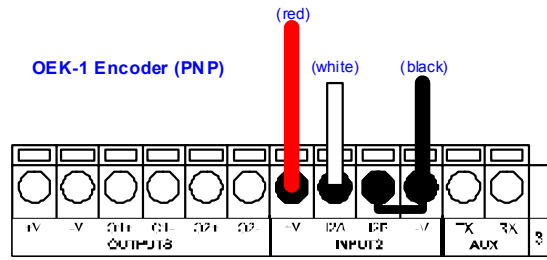 (red)
OEK-1 Encoder (PNP)
(white)
(black)
+V -V O1+ O1- O2+ O2- +V I2A I2B -V TX RX
OUTPUTS INPUT2 AUX